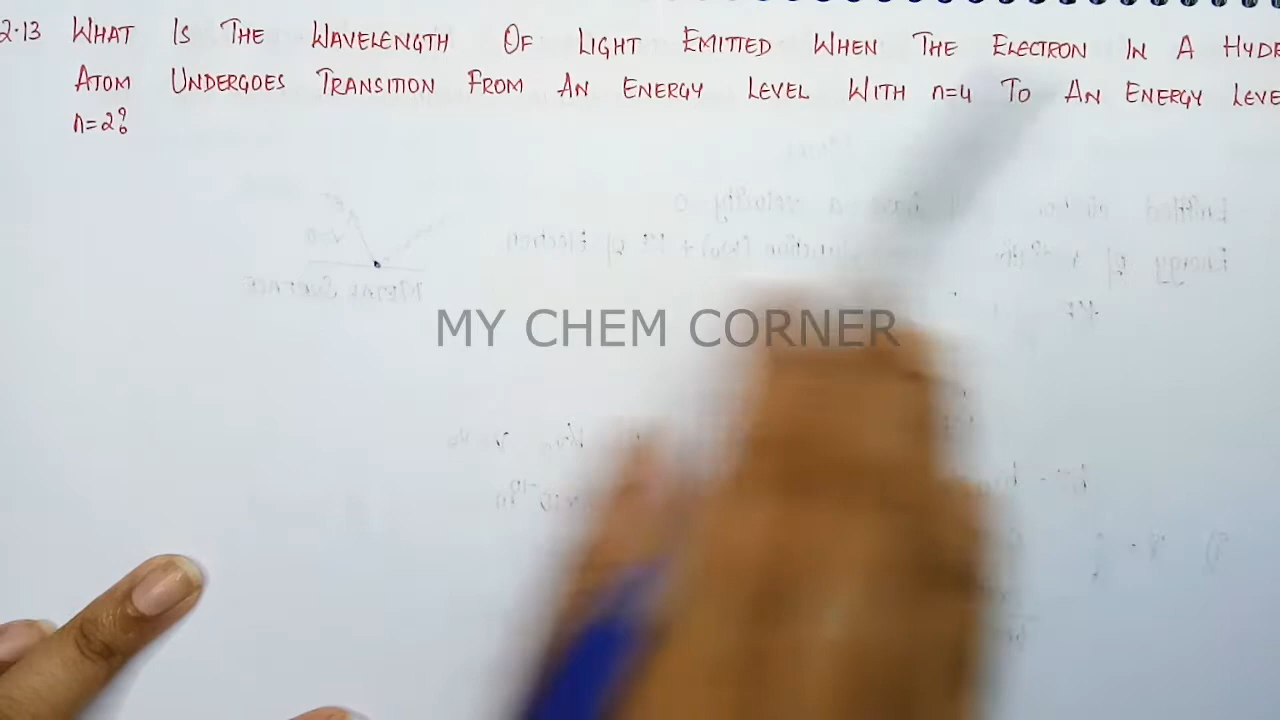 2.13 WHAT IS THE WAVELENGTH OF LIGHT EMITTED WHEN THE ELECTRON IN A HYD
ATOM UNDERGOES TRANSITION FROM AN ENERGY LEVEL WITH n=4 TO AN ENERGY LEVE
n=2?
MY CHEM CORNER